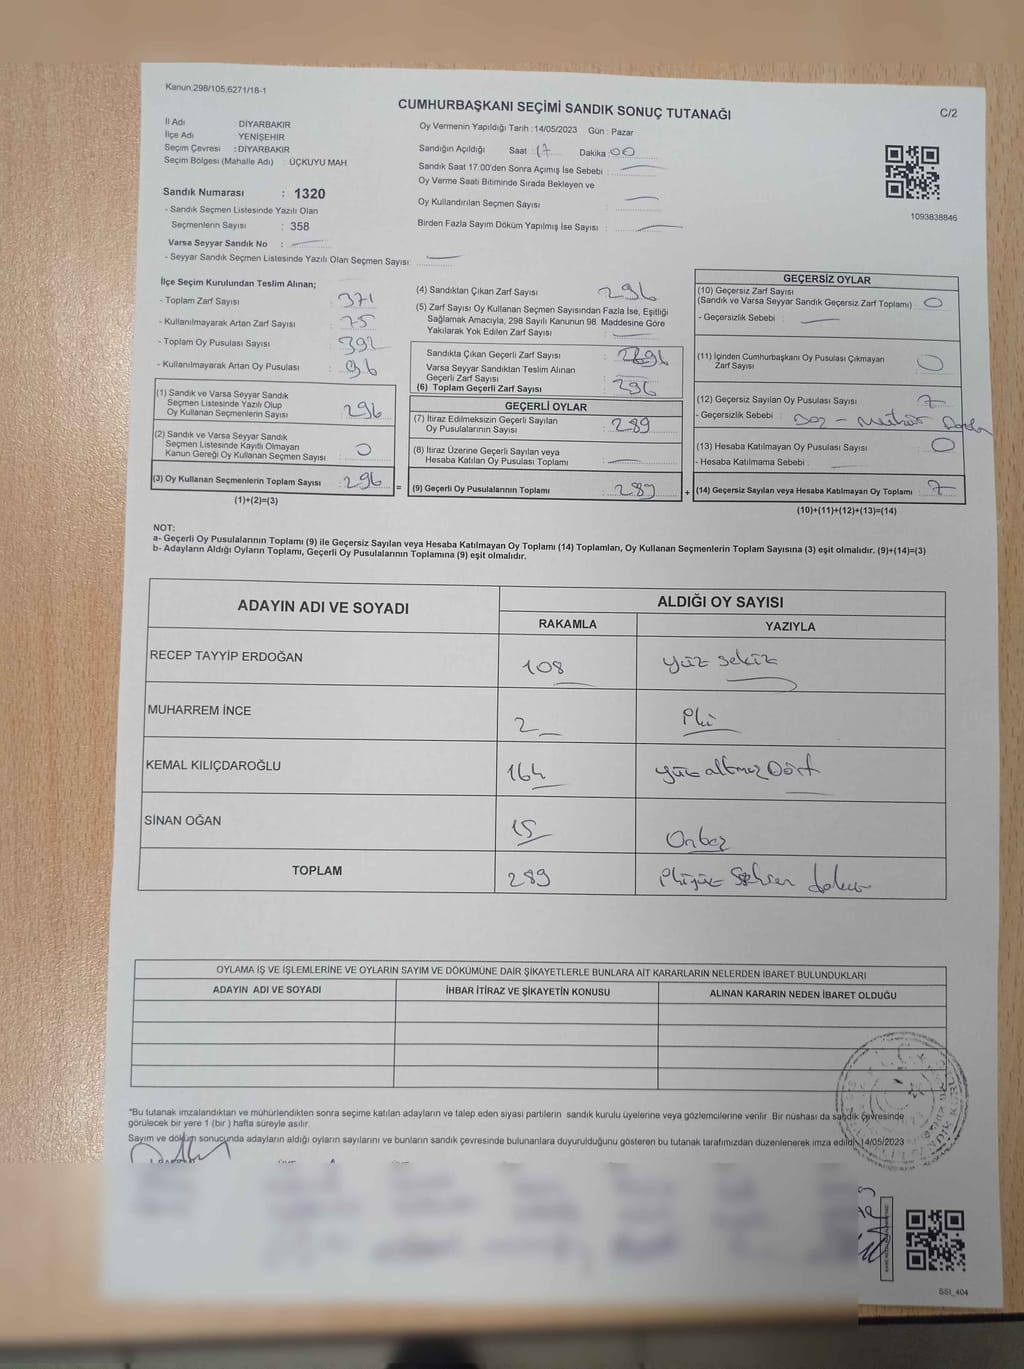 Kanun;298/105,6271/18-1
CUMHURBAŞKANI SEÇİMİ SANDIK SONUÇ TUTANAĞI
C/2
İl Adı : DİYARBAKIR
İlçe Adı : YENİŞEHİR
Seçim Çevresi : DİYARBAKIR
Seçim Bölgesi (Mahalle Adı) : ÜÇKUYU MAH
Oy Vermenin Yapıldığı Tarih : 14/05/2023 Gün : Pazar
Sandığın Açıldığı Saat 17 Dakika 00
Sandık Saat 17:00'den Sonra Açımış İse Sebebi :
Oy Verme Saati Bitiminde Sırada Bekleyen ve
Oy Kullandırılan Seçmen Sayısı :
Birden Fazla Sayım Döküm Yapılmış İse Sayısı :
1093838846
Sandık Numarası : 1320
- Sandık Seçmen Listesinde Yazılı Olan
Seçmenlerin Sayısı : 358
Varsa Seyyar Sandık No :
- Seyyar Sandık Seçmen Listesinde Yazılı Olan Seçmen Sayısı:
İlçe Seçim Kurulundan Teslim Alınan;
- Toplam Zarf Sayısı : 371
- Kullanılmayarak Artan Zarf Sayısı : 75
- Toplam Oy Pusulası Sayısı : 392
- Kullanılmayarak Artan Oy Pusulası : 96
(1) Sandık ve Varsa Seyyar Sandık
Seçmen Listesinde Yazılı Olup
Oy Kullanan Seçmenlerin Sayısı : 296
(2) Sandık ve Varsa Seyyar Sandık
Seçmen Listesinde Kayıtlı Olmayan
Kanun Gereği Oy Kullanan Seçmen Sayısı : 0
(3) Oy Kullanan Seçmenlerin Toplam Sayısı : 296
(1)+(2)=(3)
(4) Sandıktan Çıkan Zarf Sayısı : 296
(5) Zarf Sayısı Oy Kullanan Seçmen Sayısından Fazla İse, Eşitliği
Sağlamak Amacıyla, 298 Sayılı Kanunun 98. Maddesine Göre
Yakılarak Yok Edilen Zarf Sayısı :
Sandıkta Çıkan Geçerli Zarf Sayısı : 296
Varsa Seyyar Sandıktan Teslim Alınan
Geçerli Zarf Sayısı :
(6) Toplam Geçerli Zarf Sayısı : 296
GEÇERLİ OYLAR
(7) İtiraz Edilmeksizin Geçerli Sayılan
Oy Pusulalarının Sayısı : 289
(8) İtiraz Üzerine Geçerli Sayılan veya
Hesaba Katılan Oy Pusulası Toplamı :
= (9) Geçerli Oy Pusulalarının Toplamı : 289 +
GEÇERSİZ OYLAR
(10) Geçersiz Zarf Sayısı
(Sandık ve Varsa Seyyar Sandık Geçersiz Zarf Toplamı) : 0
- Geçersizlik Sebebi :
(11) İçinden Cumhurbaşkanı Oy Pusulası Çıkmayan
Zarf Sayısı : 0
(12) Geçersiz Sayılan Oy Pusulası Sayısı : 7
- Geçersizlik Sebebi :
(13) Hesaba Katılmayan Oy Pusulası Sayısı : 0
- Hesaba Katılmama Sebebi :
(14) Geçersiz Sayılan veya Hesaba Katılmayan Oy Toplamı : 7
(10)+(11)+(12)+(13)=(14)
NOT:
a- Geçerli Oy Pusulalarının Toplamı (9) ile Geçersiz Sayılan veya Hesaba Katılmayan Oy Toplamı (14) Toplamları, Oy Kullanan Seçmenlerin Toplam Sayısına (3) eşit olmalıdır. (9)+(14)=(3)
b- Adayların Aldığı Oyların Toplamı, Geçerli Oy Pusulalarının Toplamına (9) eşit olmalıdır.
ADAYIN ADI VE SOYADI
ALDIĞI OY SAYISI
RAKAMLA YAZIYLA
RECEP TAYYİP ERDOĞAN 108 yüz sekiz
MUHARREM İNCE 2 İki
KEMAL KILIÇDAROĞLU 164 yüz altmış Dört
SİNAN OĞAN 15 Onbeş
TOPLAM 289 İkiyüz Seksen dokuz
OYLAMA İŞ VE İŞLEMLERİNE VE OYLARIN SAYIM VE DÖKÜMÜNE DAİR ŞİKAYETLERLE BUNLARA AİT KARARLARIN NELERDEN İBARET BULUNDUKLARI
ADAYIN ADI VE SOYADI İHBAR İTİRAZ VE ŞİKAYETİN KONUSU ALINAN KARARIN NEDEN İBARET OLDUĞU
*Bu tutanak imzalandıktan ve mühürlendikten sonra seçime katılan adayların ve talep eden siyasi partilerin sandık kurulu üyelerine veya gözlemcilerine verilir. Bir nüshası da sandık çevresinde
görülecek bir yere 1 (bir ) hafta süreyle asılır.
Sayım ve döküm sonucunda adayların aldığı oyların sayılarını ve bunların sandık çevresinde bulunanlara duyurulduğunu gösteren bu tutanak tarafımızdan düzenlenerek imza edildi. 14/05/2023
SSI_404